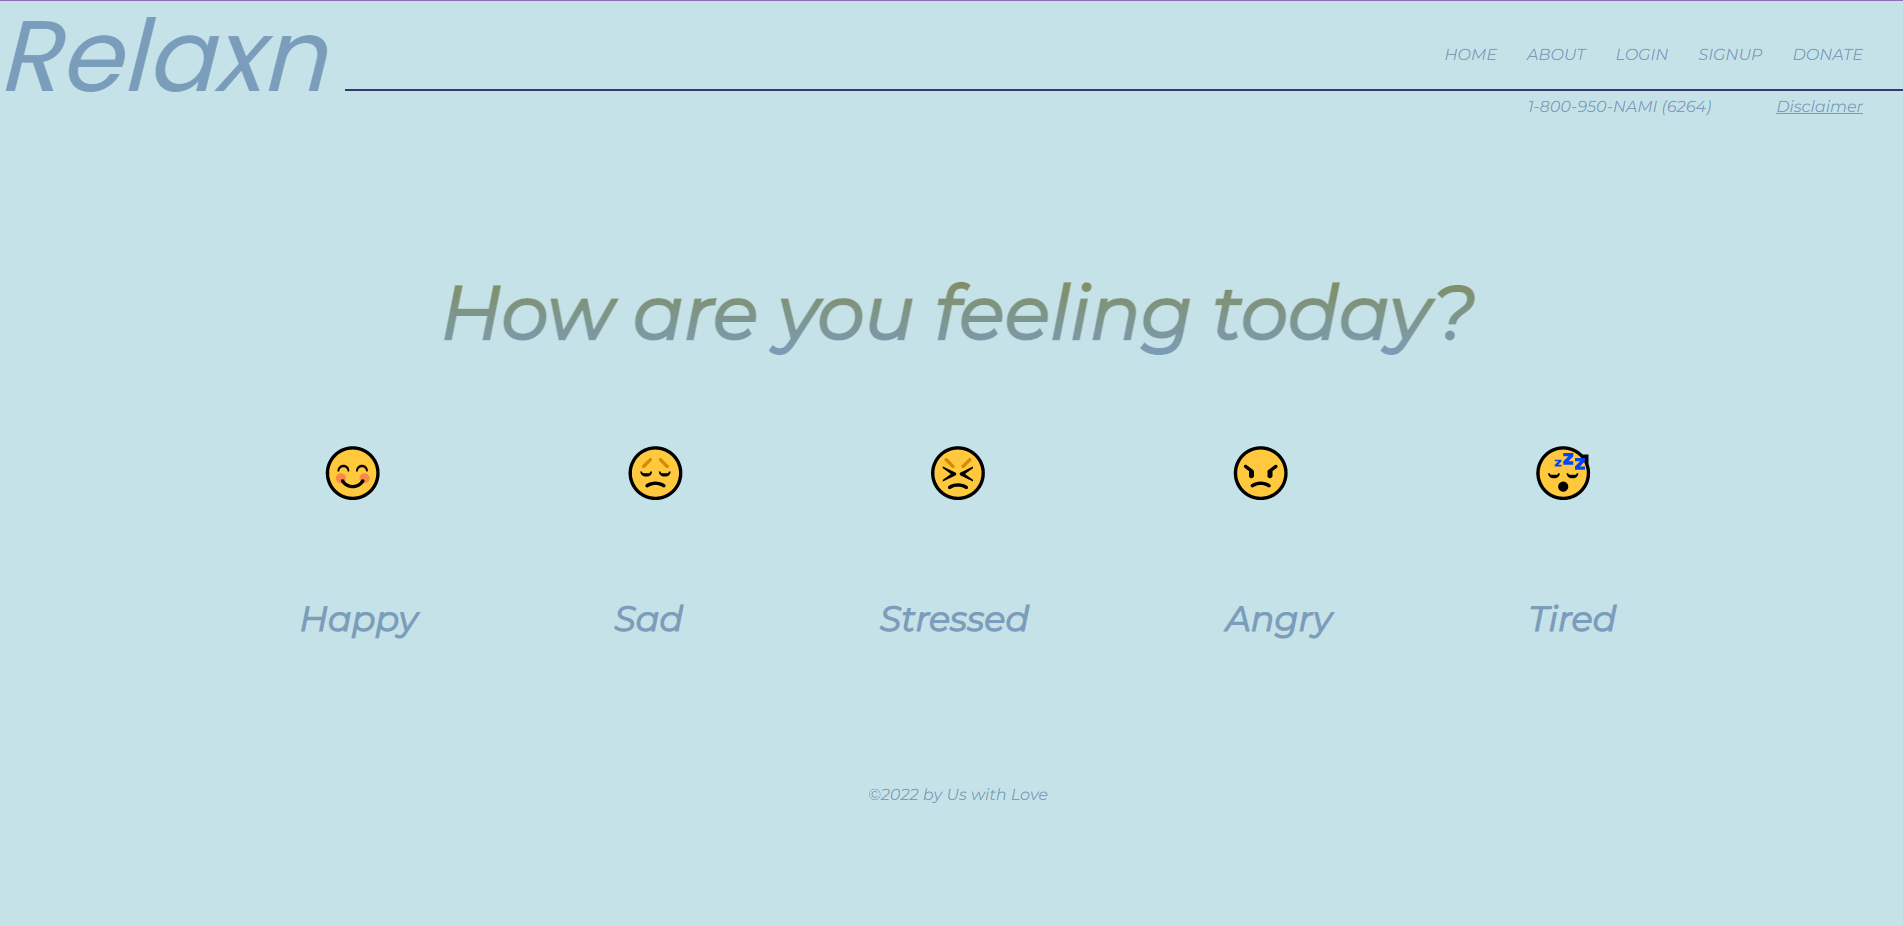 Relaxn
HOME ABOUT LOGIN SIGNUP DONATE
1-800-950-NAMI (6264) Disclaimer
How are you feeling today?
Happy Sad Stressed Angry Tired
©2022 by Us with Love